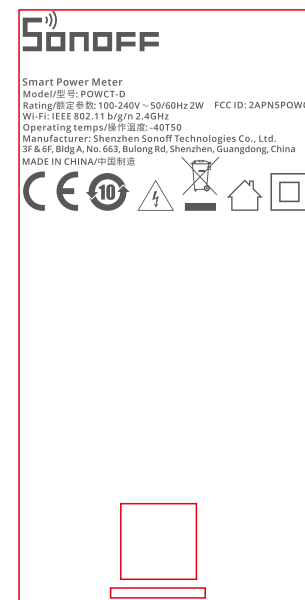 SONOFF
Smart Power Meter
Model/型号: POWCT-D
Rating/额定参数: 100-240V~50/60Hz 2W FCC ID: 2APN5POWC
Wi-Fi: IEEE 802.11 b/g/n 2.4GHz
Operating temps/操作温度: -40T50
Manufacturer: Shenzhen Sonoff Technologies Co., Ltd.
3F & 6F, Bldg A, No. 663, Bulong Rd, Shenzhen, Guangdong, China
MADE IN CHINA/中国制造
CE 10